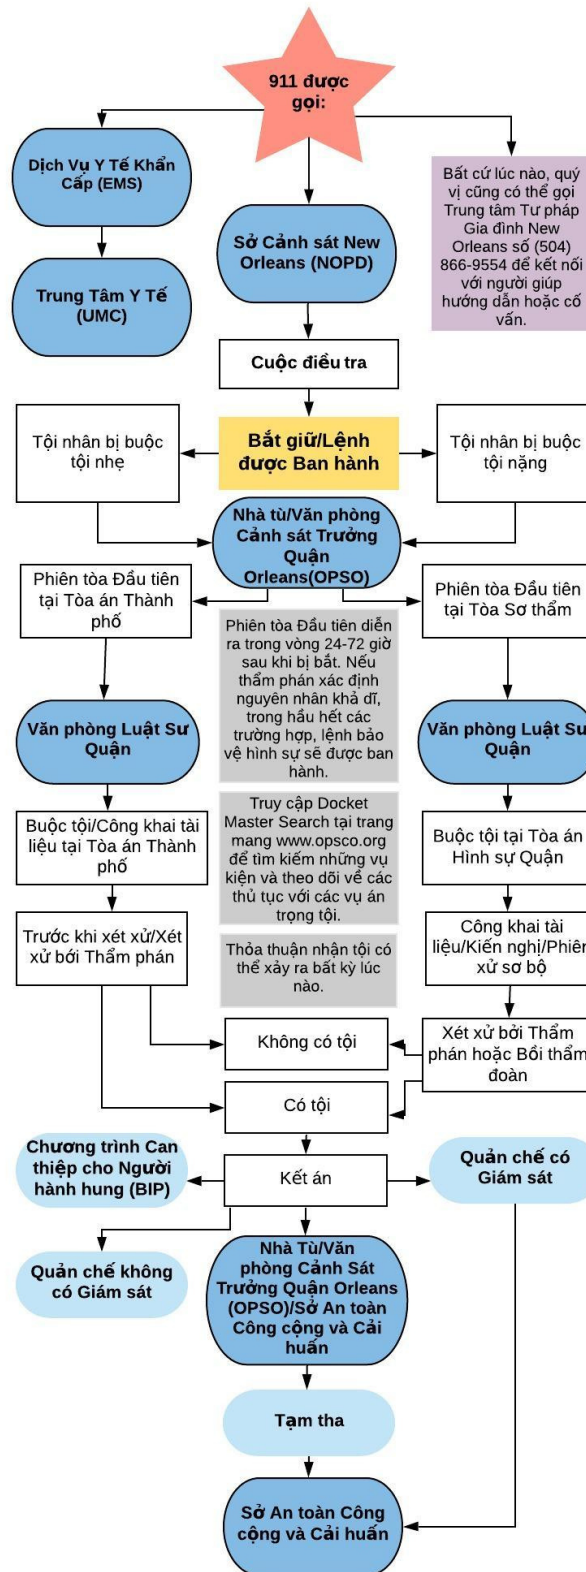 911 được
gọi:
Dịch Vụ Y Tế Khẩn
Cấp (EMS)
Trung Tâm Y Tế
(UMC)
Sở Cảnh sát New
Orleans (NOPD)
Bất cứ lúc nào, quý
vị cũng có thể gọi
Trung tâm Tư pháp
Gia đình New
Orleans số (504)
866-9554 để kết nối
với người giúp
hướng dẫn hoặc cố
vấn.
Cuộc điều tra
Tội nhân bị buộc
tội nhẹ
Bắt giữ/Lệnh
được Ban hành
Tội nhân bị buộc
tội nặng
Nhà tù/Văn phòng
Cảnh sát Trưởng
Quận
Orleans(OPSO)
Phiên tòa Đầu tiên
tại Tòa án Thành
phố
Phiên tòa Đầu tiên
tại Tòa Sơ thẩm
Phiên tòa Đầu tiên diễn
ra trong vòng 24-72 giờ
sau khi bị bắt. Nếu
thẩm phán xác định
nguyên nhân khả dĩ,
trong hầu hết các
trường hợp, lệnh bảo
vệ hình sự sẽ được ban
hành.
Văn phòng Luật Sư
Quận
Văn phòng Luật Sư
Quận
Truy cập Docket
Master Search tại trang
mang www.opsco.org
để tìm kiếm những vụ
kiện và theo dõi về các
thủ tục với các vụ án
trọng tội.
Buộc tội/Công khai tài
liệu tại Tòa án Thành
phố
Buộc tội tại Tòa án
Hình sự Quận
Trước khi xét xử/Xét
xử bới Thẩm phán
Thỏa thuận nhận tội có
thể xảy ra bất kỳ lúc
nào.
Công khai tài
liệu/Kiến nghị/Phiên
xử sơ bộ
Không có tội
Xét xử bởi Thẩm
phán hoặc Bồi thẩm
đoàn
Có tội
Chương trình Can
thiệp cho Người
hành hung (BIP)
Kết án
Quản chế có
Giám sát
Quản chế không
có Giám sát
Nhà Tù/Văn
phòng Cảnh Sát
Trưởng Quận Orleans
(OPSO)/Sở An toàn
Công cộng và Cải
huấn
Tạm tha
Sở An toàn Công
cộng và Cải huấn